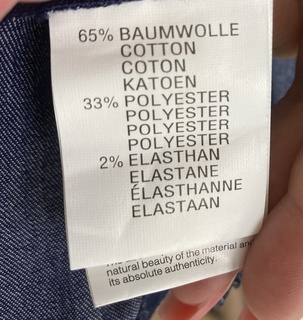 65% BAUMWOLLE
COTTON
COTON
KATOEN
33% POLYESTER
POLYESTER
POLYESTER
POLYESTER
2% ELASTHAN
ELASTANE
ÉLASTHANNE
ELASTAAN
natural beauty of the material and
its absolute authenticity.